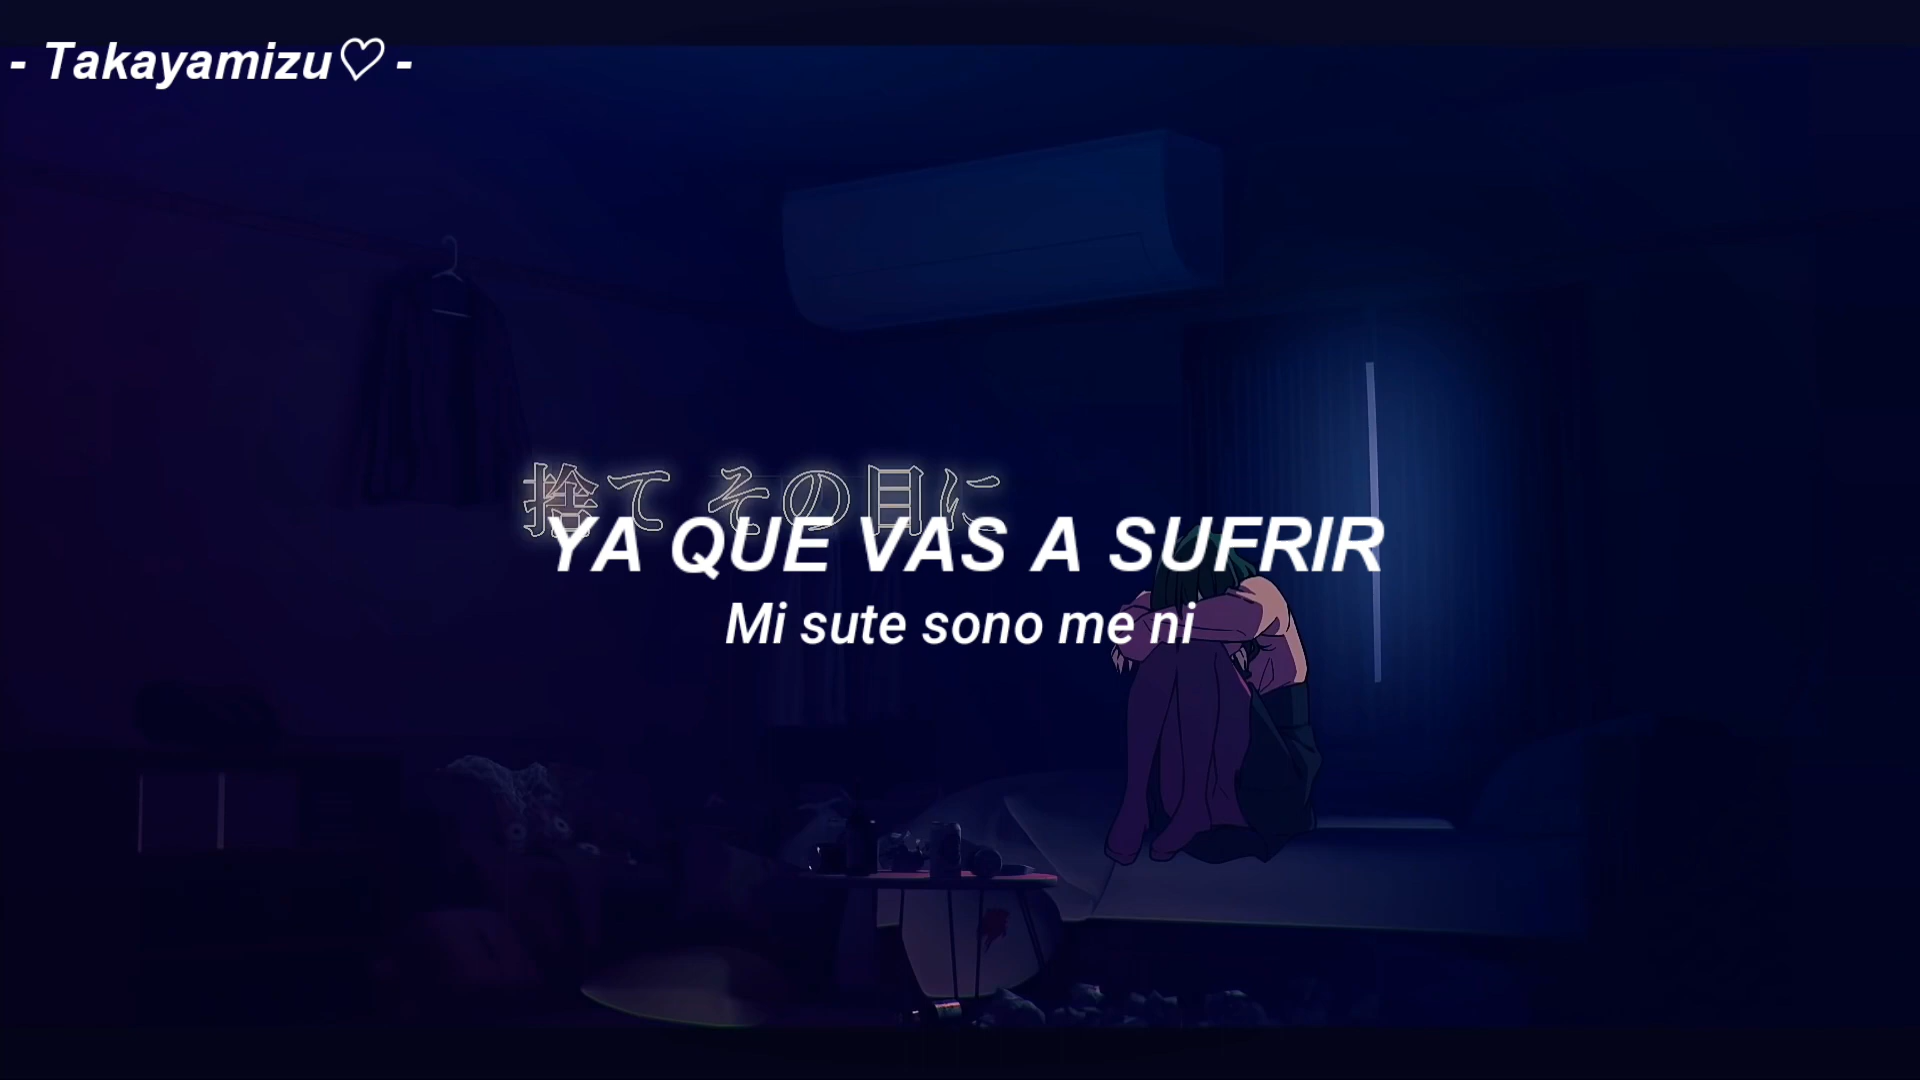 - Takayamizu♡ -
捨て その目に
YA QUE VAS A SUFRIR
Mi sute sono me ni